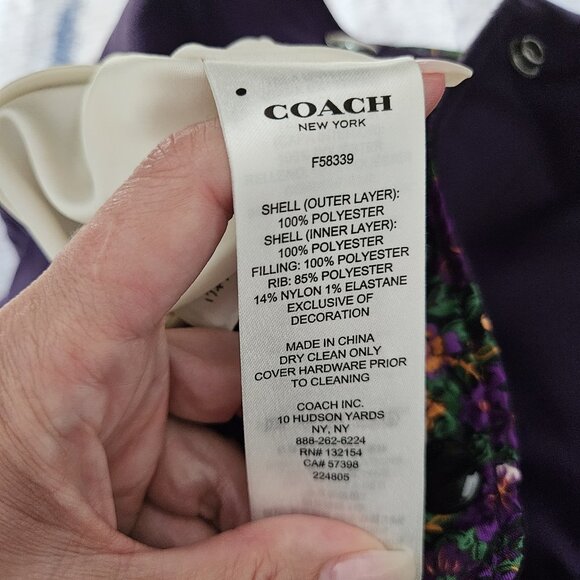 COACH
NEW YORK
F58339
SHELL (OUTER LAYER):
100% POLYESTER
SHELL (INNER LAYER):
100% POLYESTER
FILLING: 100% POLYESTER
RIB: 85% POLYESTER
14% NYLON 1% ELASTANE
EXCLUSIVE OF
DECORATION
MADE IN CHINA
DRY CLEAN ONLY
COVER HARDWARE PRIOR
TO CLEANING
COACH INC.
10 HUDSON YARDS
NY, NY
888-262-6224
RN# 132154
CA# 57398
224805